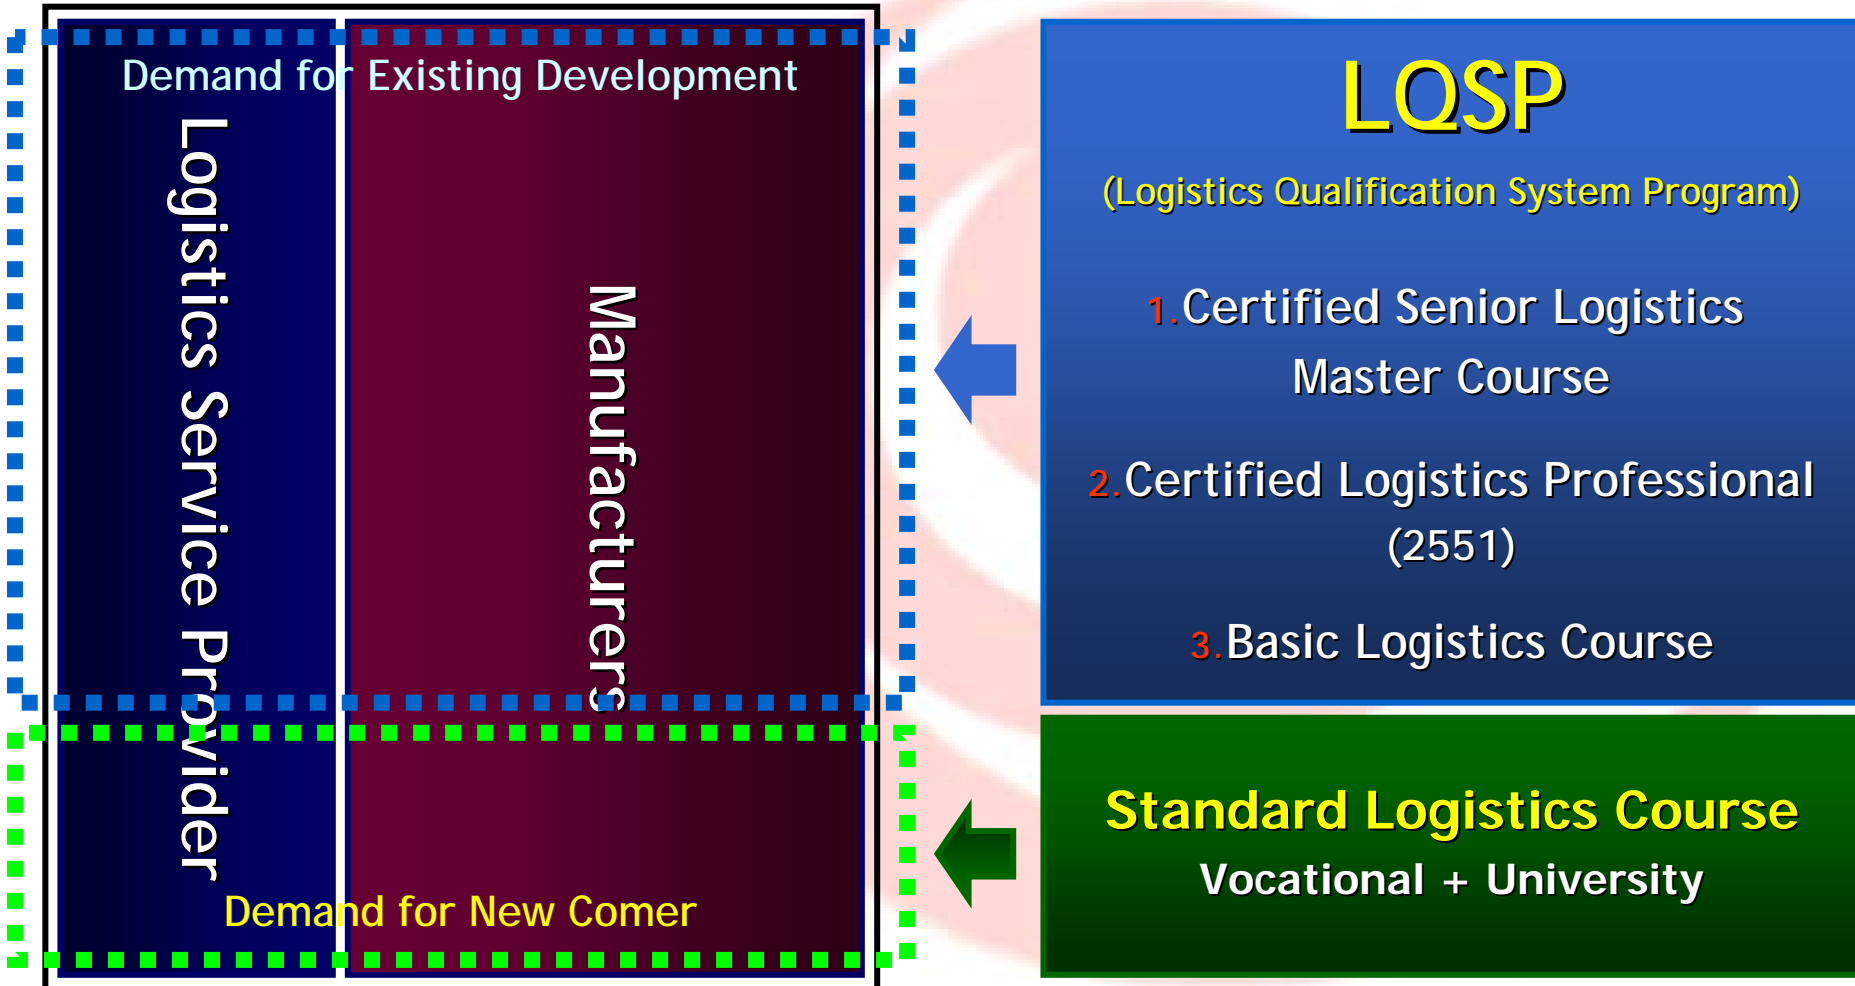 Demand for Existing Development
Logistics Service Provider
Manufacturers
Demand for New Comer
LQSP
(Logistics Qualification System Program)
1.Certified Senior Logistics
Master Course
2.Certified Logistics Professional
(2551)
3.Basic Logistics Course
Standard Logistics Course
Vocational + University